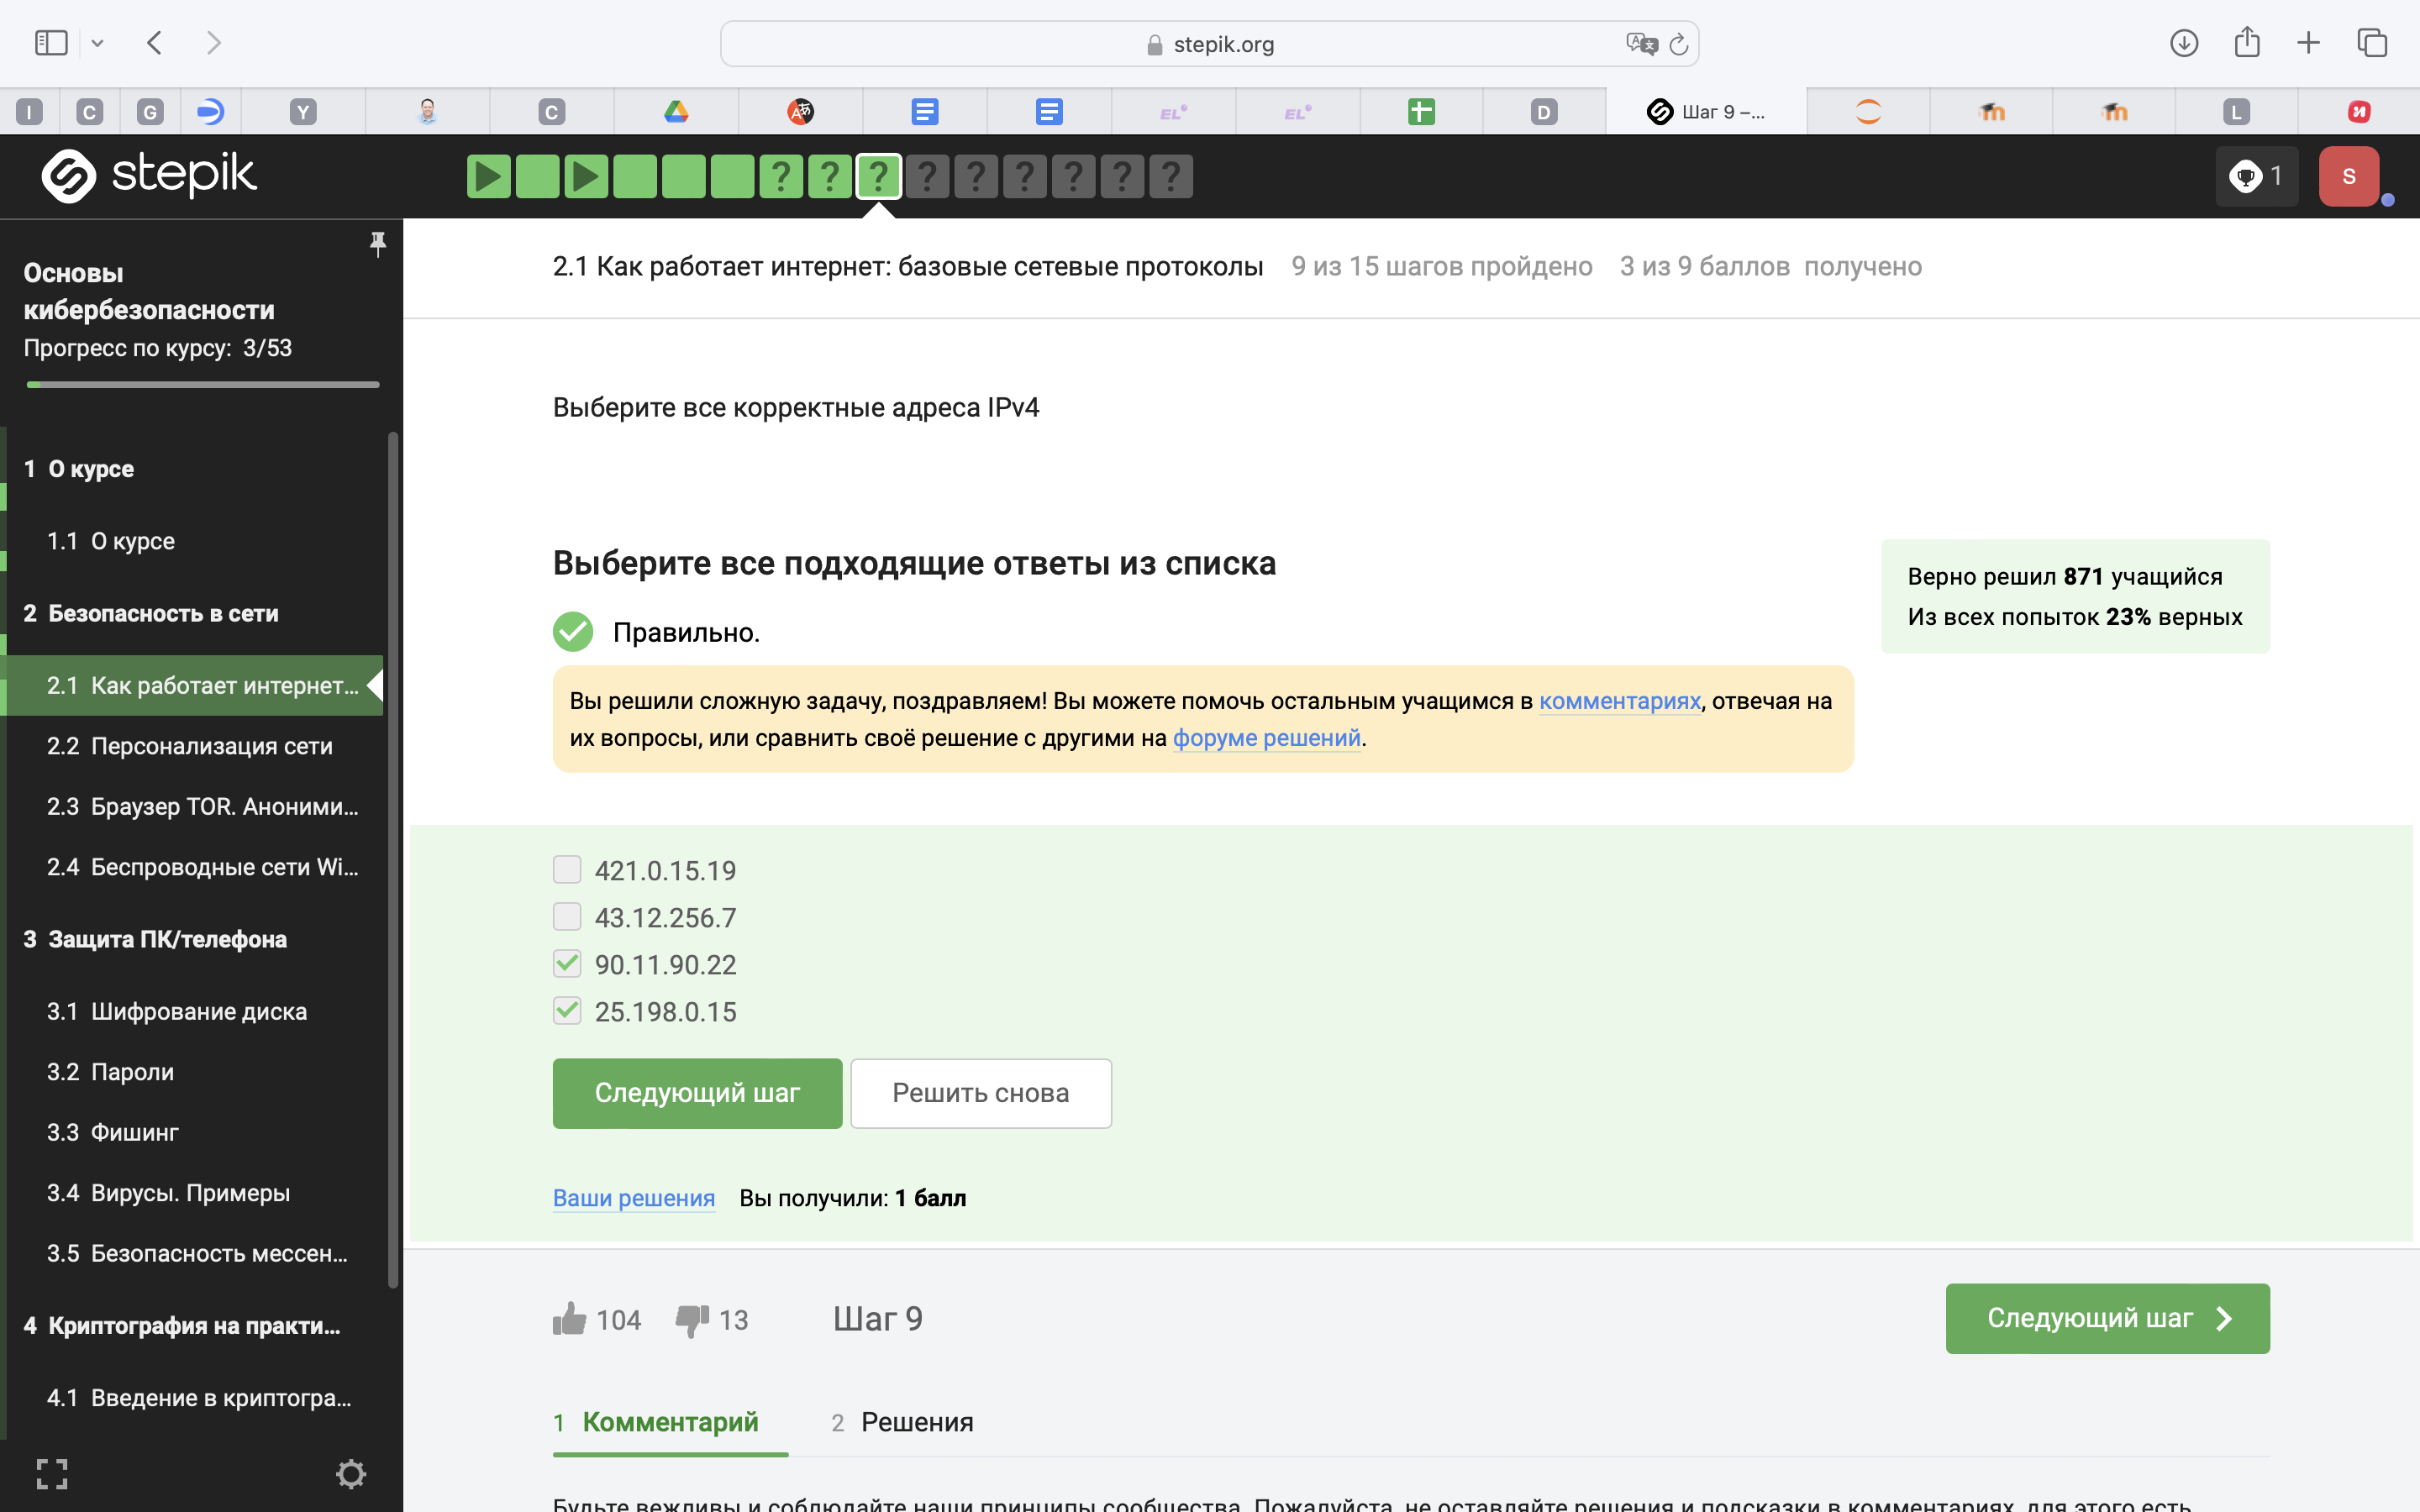 stepik.org
I
C
G
Y
C
EL
EL
D
Шаг 9 –...
L
stepik
? ? ? ? ? ? ? ? ?
1
S
Основы
кибербезопасности
Прогресс по курсу: 3/53
1 О курсе
1.1 О курсе
2 Безопасность в сети
2.1 Как работает интернет...
2.2 Персонализация сети
2.3 Браузер TOR. Аноними...
2.4 Беспроводные сети Wi...
3 Защита ПК/телефона
3.1 Шифрование диска
3.2 Пароли
3.3 Фишинг
3.4 Вирусы. Примеры
3.5 Безопасность мессен...
4 Криптография на практи...
4.1 Введение в криптогра...
2.1 Как работает интернет: базовые сетевые протоколы 9 из 15 шагов пройдено 3 из 9 баллов получено
Выберите все корректные адреса IPv4
Выберите все подходящие ответы из списка
Правильно.
Верно решил 871 учащийся
Из всех попыток 23% верных
Вы решили сложную задачу, поздравляем! Вы можете помочь остальным учащимся в комментариях, отвечая на
их вопросы, или сравнить своё решение с другими на форуме решений.
421.0.15.19
43.12.256.7
90.11.90.22
25.198.0.15
Следующий шаг Решить снова
Ваши решения Вы получили: 1 балл
104 13 Шаг 9
Следующий шаг
1 Комментарий 2 Решения
Будьте вежливы и соблюдайте наши принципы сообщества. Пожалуйста, не оставляйте решения и подсказки в комментариях, для этого есть